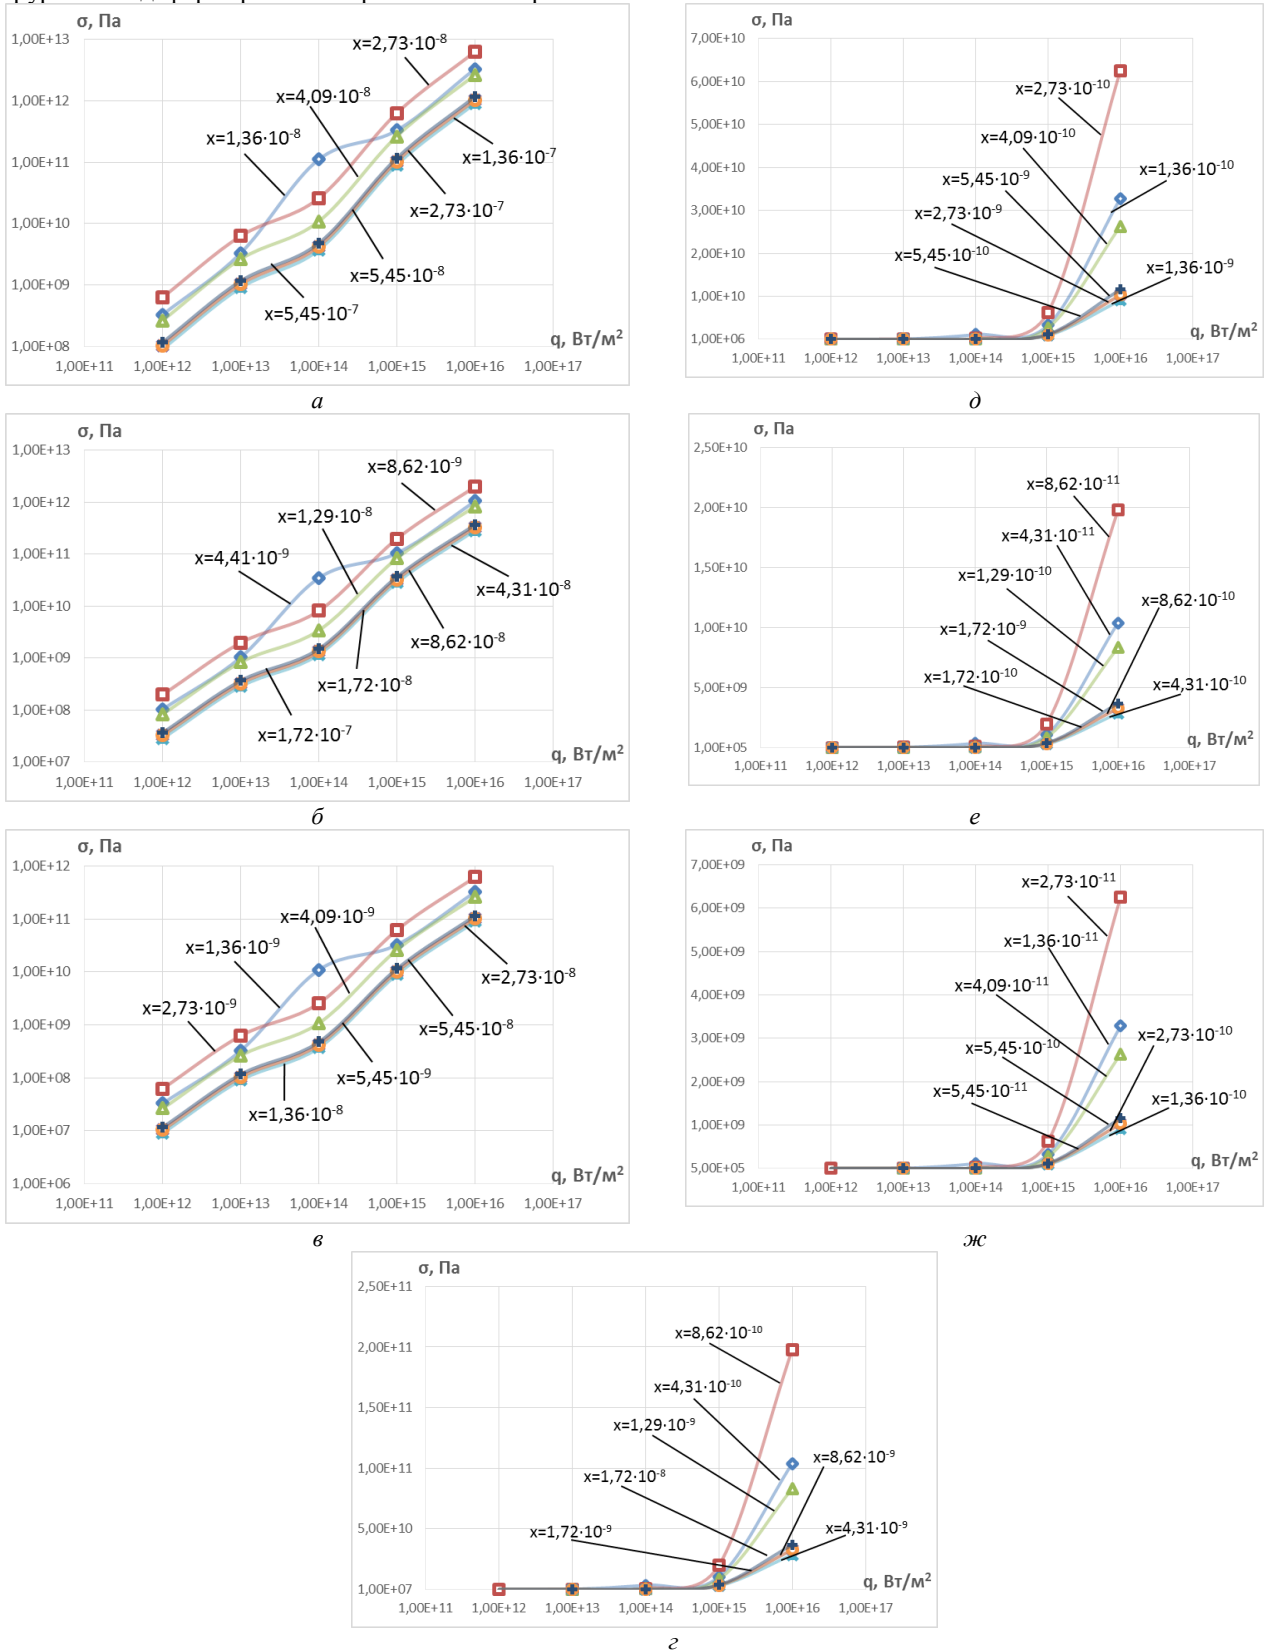 σ, Па
1,00E+13
1,00E+12
1,00E+11
1,00E+10
1,00E+09
1,00E+08
x=2,73·10⁻⁸
x=4,09·10⁻⁸
x=1,36·10⁻⁸
x=1,36·10⁻⁷
x=2,73·10⁻⁷
x=5,45·10⁻⁸
x=5,45·10⁻⁷
q, Вт/м²
1,00E+11 1,00E+12 1,00E+13 1,00E+14 1,00E+15 1,00E+16 1,00E+17
а
σ, Па
7,00E+10
6,00E+10
5,00E+10
4,00E+10
3,00E+10
2,00E+10
1,00E+10
1,00E+06
x=2,73·10⁻¹⁰
x=4,09·10⁻¹⁰
x=1,36·10⁻¹⁰
x=5,45·10⁻⁹
x=2,73·10⁻⁹
x=5,45·10⁻¹⁰
x=1,36·10⁻⁹
q, Вт/м²
1,00E+11 1,00E+12 1,00E+13 1,00E+14 1,00E+15 1,00E+16 1,00E+17
д
σ, Па
1,00E+13
1,00E+12
1,00E+11
1,00E+10
1,00E+09
1,00E+08
1,00E+07
x=8,62·10⁻⁹
x=1,29·10⁻⁸
x=4,41·10⁻⁹
x=4,31·10⁻⁸
x=8,62·10⁻⁸
x=1,72·10⁻⁸
x=1,72·10⁻⁷
q, Вт/м²
1,00E+11 1,00E+12 1,00E+13 1,00E+14 1,00E+15 1,00E+16 1,00E+17
б
σ, Па
2,50E+10
2,00E+10
1,50E+10
1,00E+10
5,00E+09
1,00E+05
x=8,62·10⁻¹¹
x=4,31·10⁻¹¹
x=1,29·10⁻¹⁰
x=8,62·10⁻¹⁰
x=1,72·10⁻⁹
x=1,72·10⁻¹⁰
x=4,31·10⁻¹⁰
q, Вт/м²
1,00E+11 1,00E+12 1,00E+13 1,00E+14 1,00E+15 1,00E+16 1,00E+17
е
σ, Па
1,00E+12
1,00E+11
1,00E+10
1,00E+09
1,00E+08
1,00E+07
1,00E+06
x=4,09·10⁻⁹
x=1,36·10⁻⁹
x=2,73·10⁻⁸
x=2,73·10⁻⁹
x=5,45·10⁻⁸
x=5,45·10⁻⁹
x=1,36·10⁻⁸
q, Вт/м²
1,00E+11 1,00E+12 1,00E+13 1,00E+14 1,00E+15 1,00E+16 1,00E+17
в
σ, Па
7,00E+09
6,00E+09
5,00E+09
4,00E+09
3,00E+09
2,00E+09
1,00E+09
5,00E+05
x=2,73·10⁻¹¹
x=1,36·10⁻¹¹
x=4,09·10⁻¹¹
x=2,73·10⁻¹⁰
x=5,45·10⁻¹⁰
x=5,45·10⁻¹¹
x=1,36·10⁻¹⁰
q, Вт/м²
1,00E+11 1,00E+12 1,00E+13 1,00E+14 1,00E+15 1,00E+16 1,00E+17
ж
σ, Па
2,50E+11
2,00E+11
1,50E+11
1,00E+11
5,00E+10
1,00E+07
x=8,62·10⁻¹⁰
x=4,31·10⁻¹⁰
x=1,29·10⁻⁹
x=8,62·10⁻⁹
x=1,72·10⁻⁸
x=1,72·10⁻⁹
x=4,31·10⁻⁹
q, Вт/м²
1,00E+11 1,00E+12 1,00E+13 1,00E+14 1,00E+15 1,00E+16 1,00E+17
г